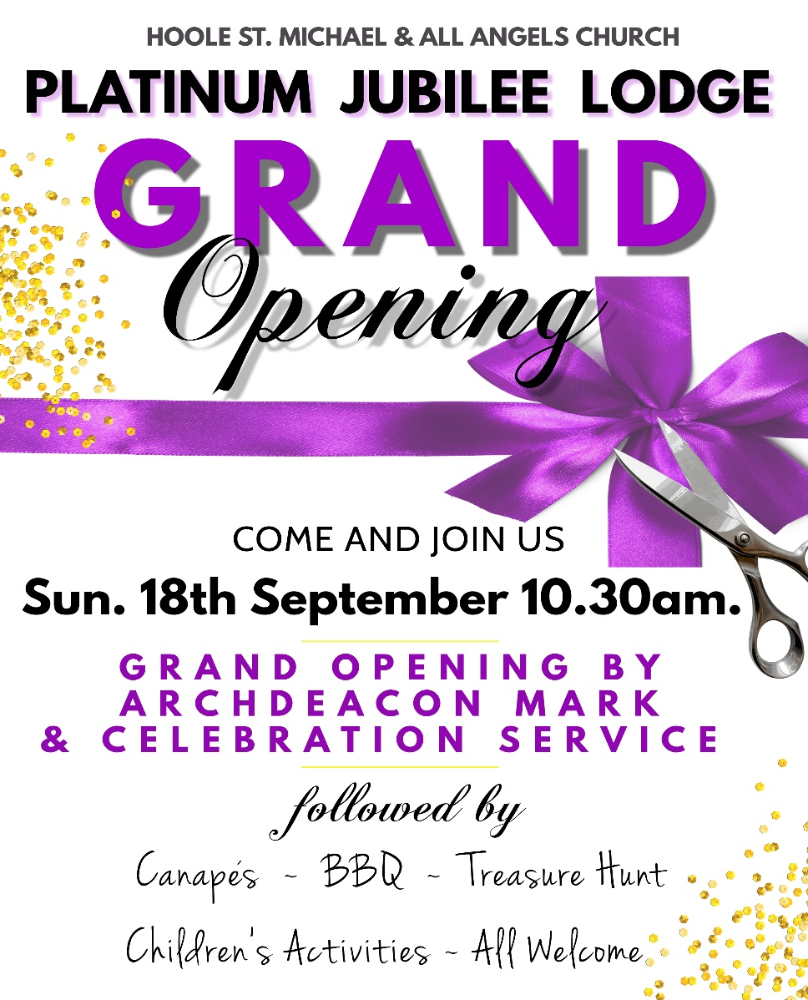 HOOLE ST. MICHAEL & ALL ANGELS CHURCH
PLATINUM JUBILEE LODGE
GRAND
Opening
COME AND JOIN US
Sun. 18th September 10.30am.
GRAND OPENING BY
ARCHDEACON MARK
& CELEBRATION SERVICE
followed by
Canapés ~ BBQ ~ Treasure Hunt
Children's Activities ~ All Welcome